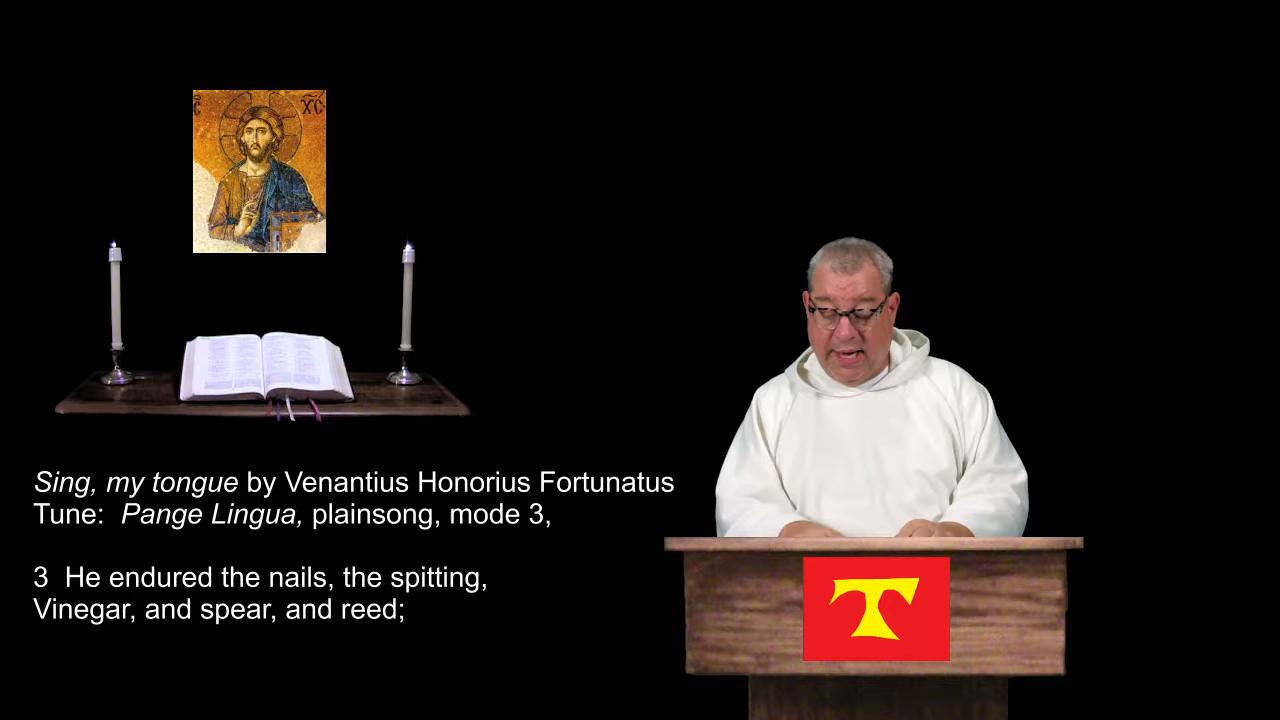 XC
Sing, my tongue by Venantius Honorius Fortunatus
Tune: Pange Lingua, plainsong, mode 3,
3 He endured the nails, the spitting,
Vinegar, and spear, and reed;
T